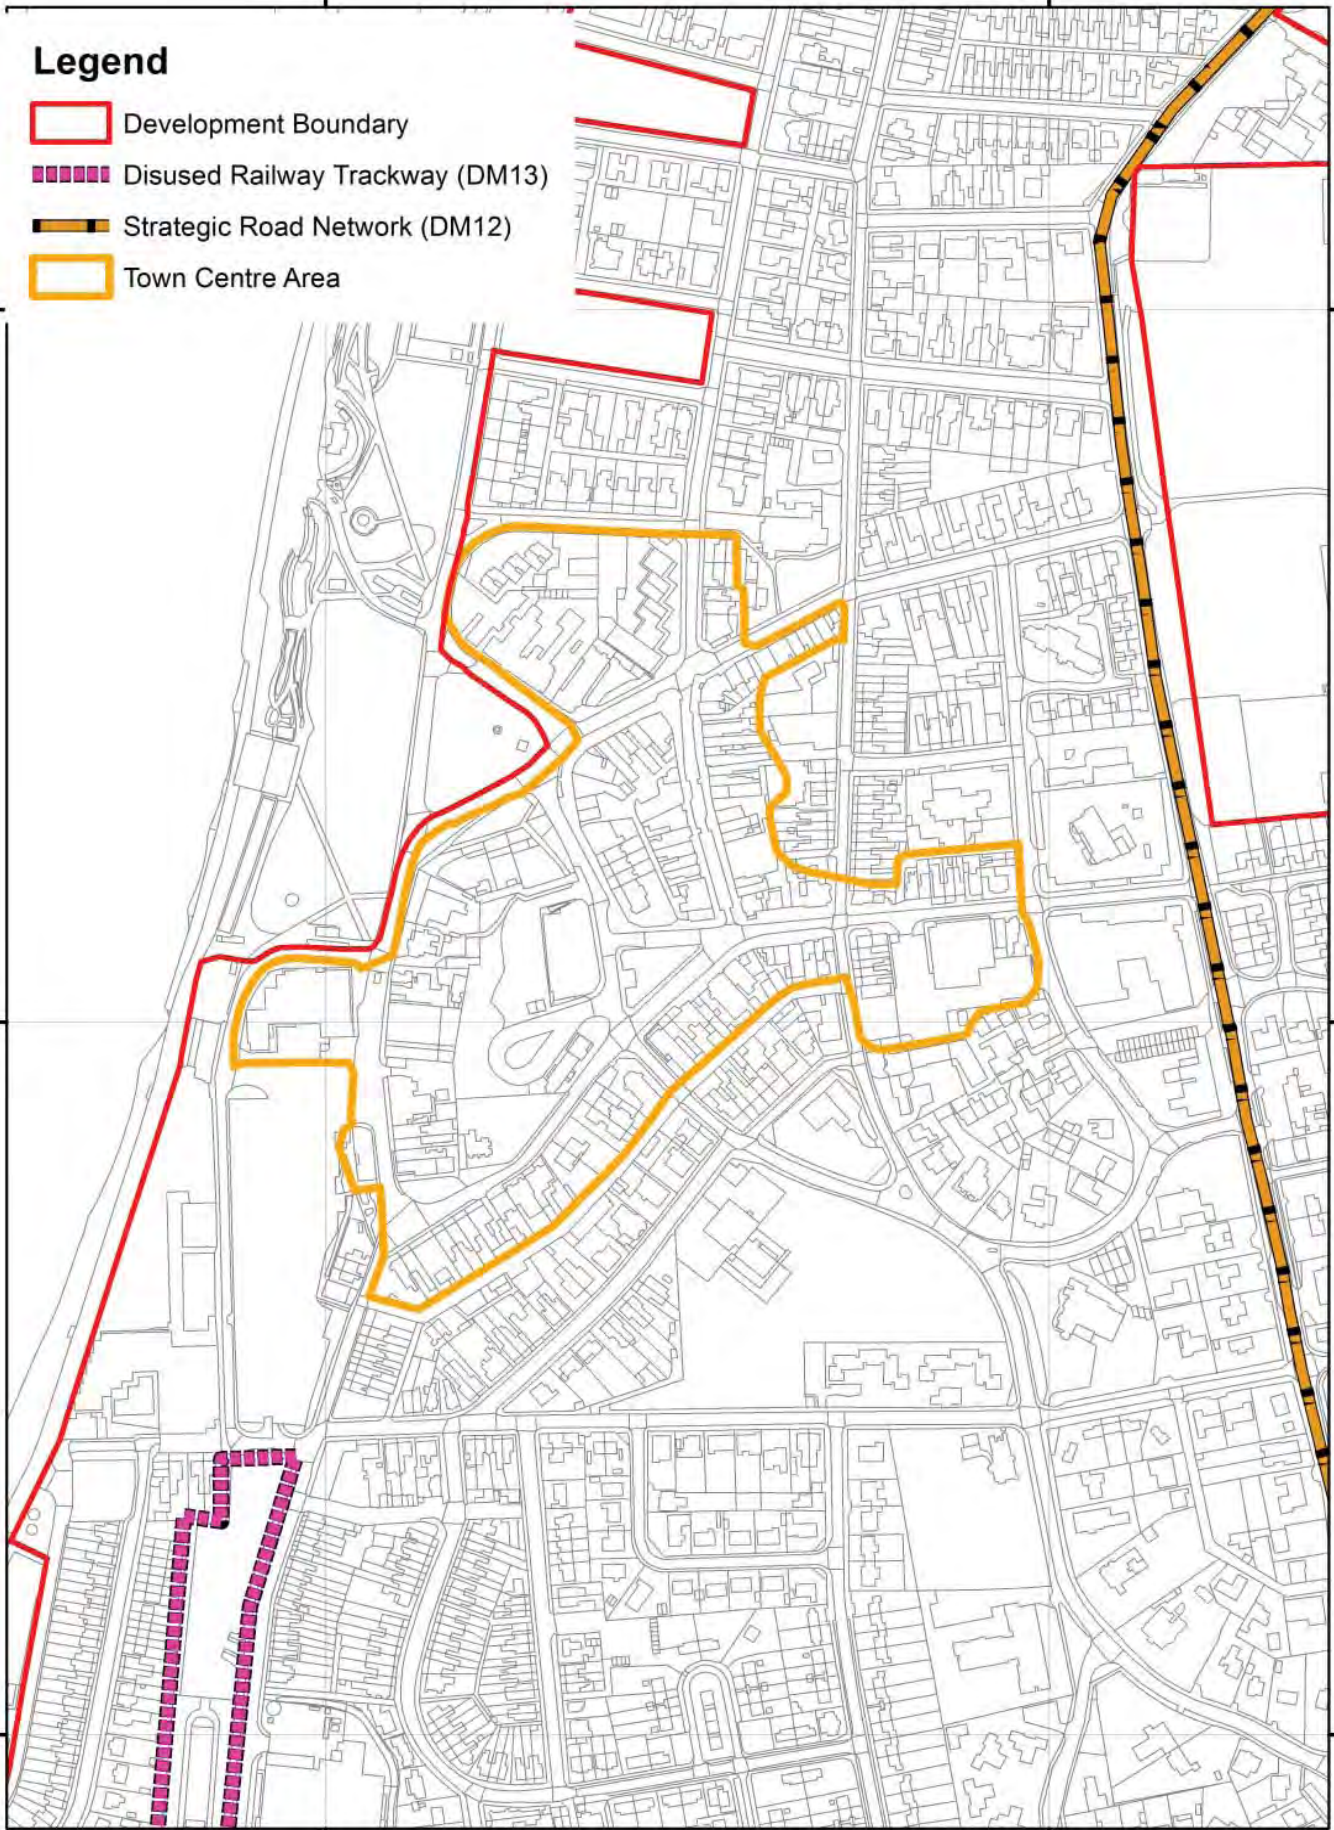 Legend
Development Boundary
Disused Railway Trackway (DM13)
Strategic Road Network (DM12)
Town Centre Area